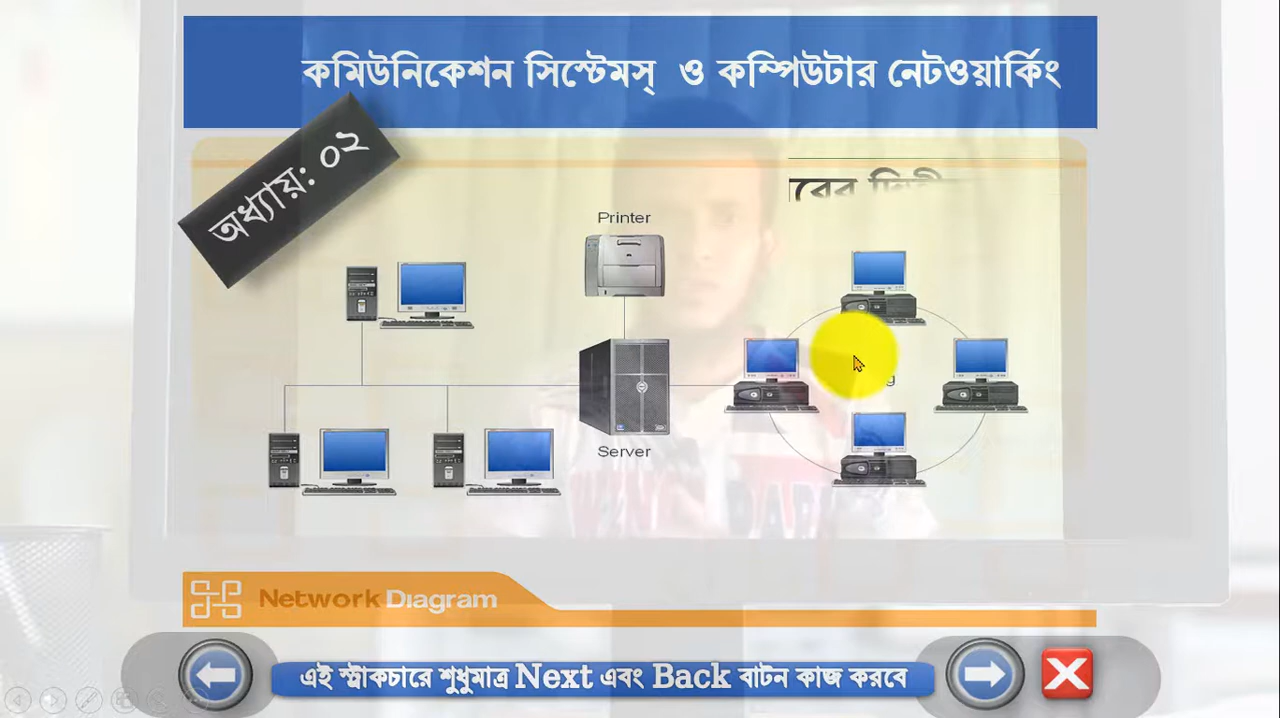 কমিউনিকেশন সিস্টেমস্ ও কম্পিউটার নেটওয়ার্কিং
অধ্যায়: ০২
Printer
Server
Network Diagram
এই স্ট্রাকচারে শুধুমাত্র Next এবং Back বাটন কাজ করবে